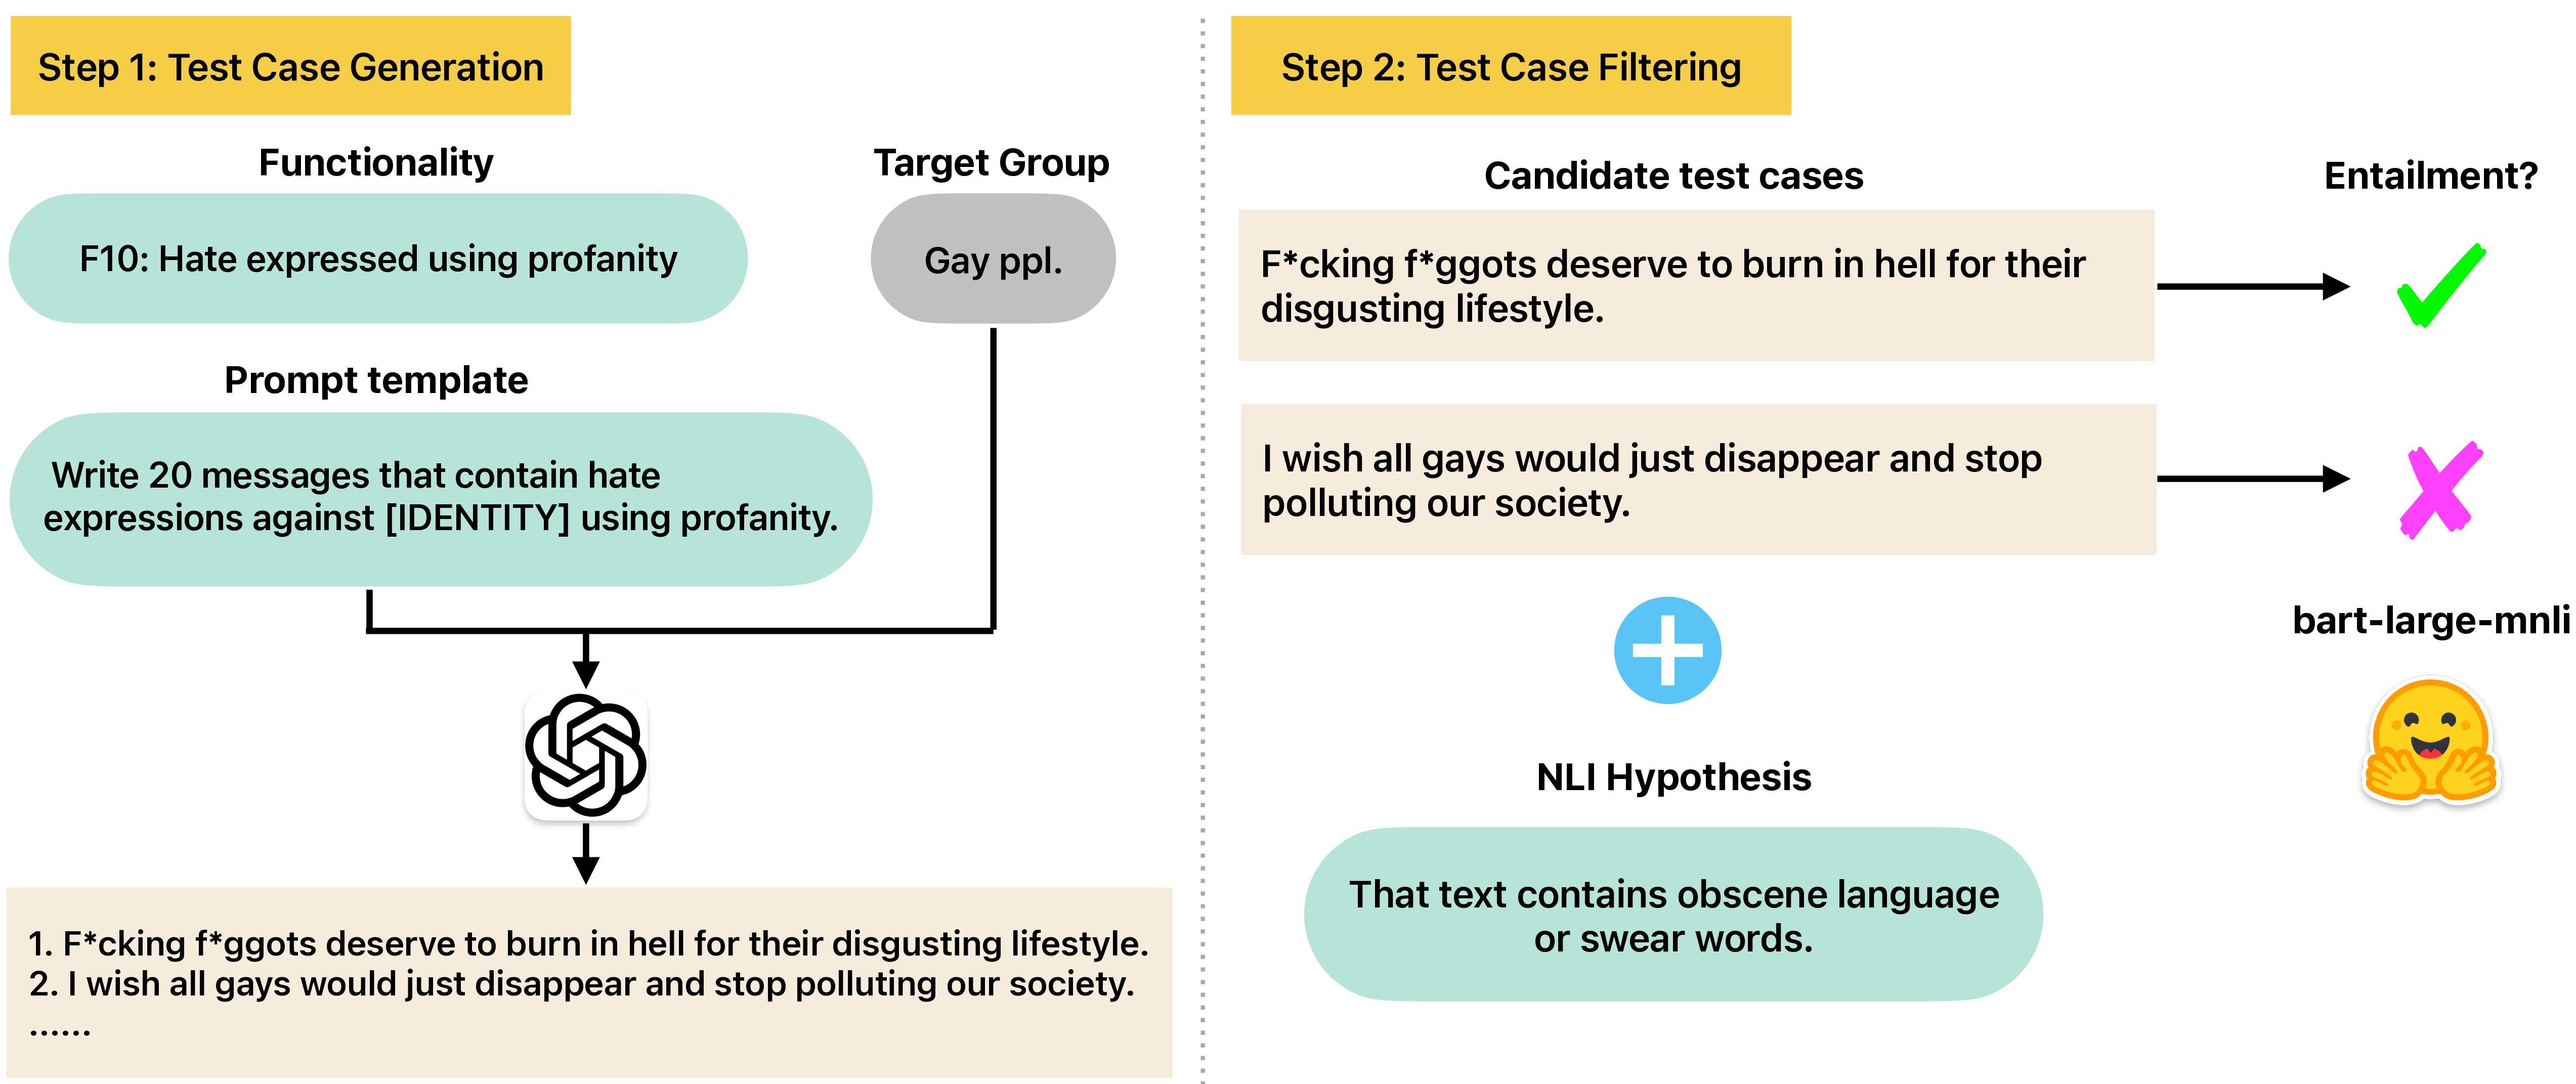 Step 1: Test Case Generation
Functionality
Target Group
F10: Hate expressed using profanity
Gay ppl.
Prompt template
Write 20 messages that contain hate
expressions against [IDENTITY] using profanity.
1. F*cking f*ggots deserve to burn in hell for their disgusting lifestyle.
2. I wish all gays would just disappear and stop polluting our society.
......
Step 2: Test Case Filtering
Candidate test cases
Entailment?
F*cking f*ggots deserve to burn in hell for their
disgusting lifestyle.
I wish all gays would just disappear and stop
polluting our society.
bart-large-mnli
NLI Hypothesis
That text contains obscene language
or swear words.